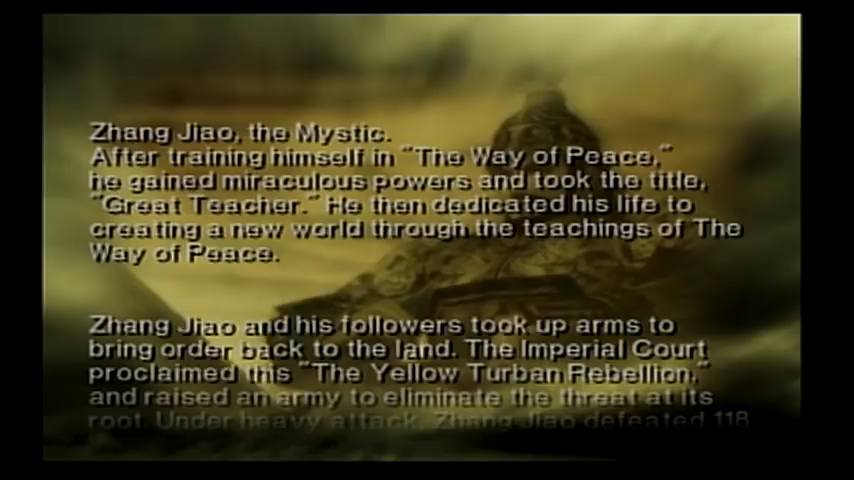 Zhang Jiao, the Mystic.
After training himself in "The Way of Peace,"
he gained miraculous powers and took the title,
"Great Teacher." He then dedicated his life to
creating a new world through the teachings of The
Way of Peace.
Zhang Jiao and his followers took up arms to
bring order back to the land. The Imperial Court
proclaimed this "The Yellow Turban Rebellion,"
and raised an army to eliminate the threat at its
root. Under heavy attack, Zhang Jiao defeated 118